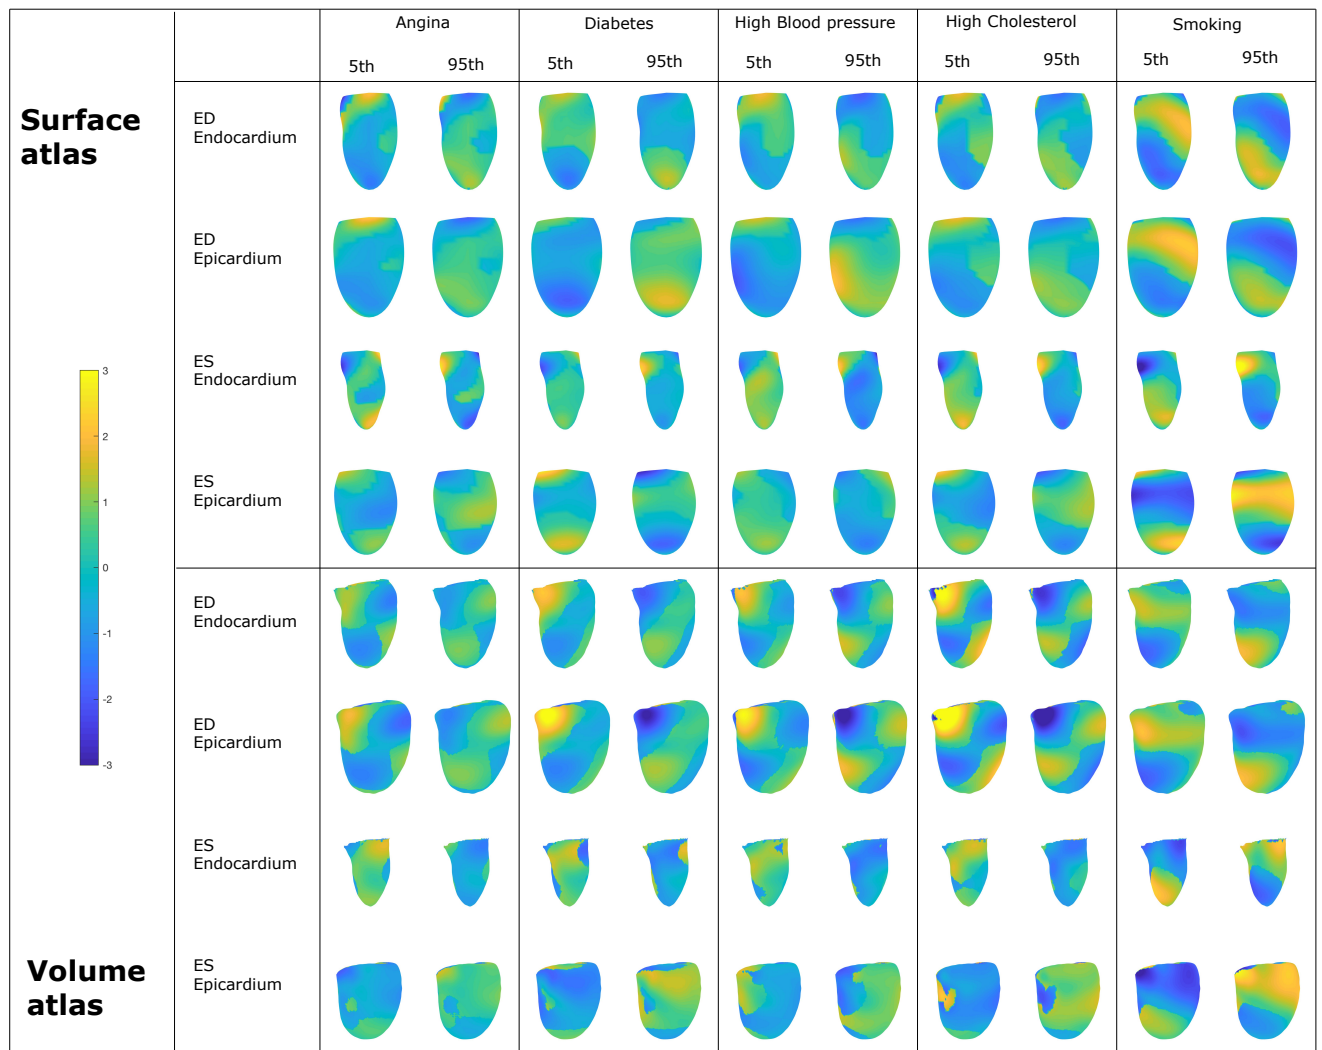 Angina Diabetes High Blood pressure High Cholesterol Smoking
5th 95th 5th 95th 5th 95th 5th 95th 5th 95th
Surface
atlas
ED
Endocardium
ED
Epicardium
ES
Endocardium
ES
Epicardium
3
2
1
0
-1
-2
-3
ED
Endocardium
ED
Epicardium
ES
Endocardium
Volume
atlas
ES
Epicardium